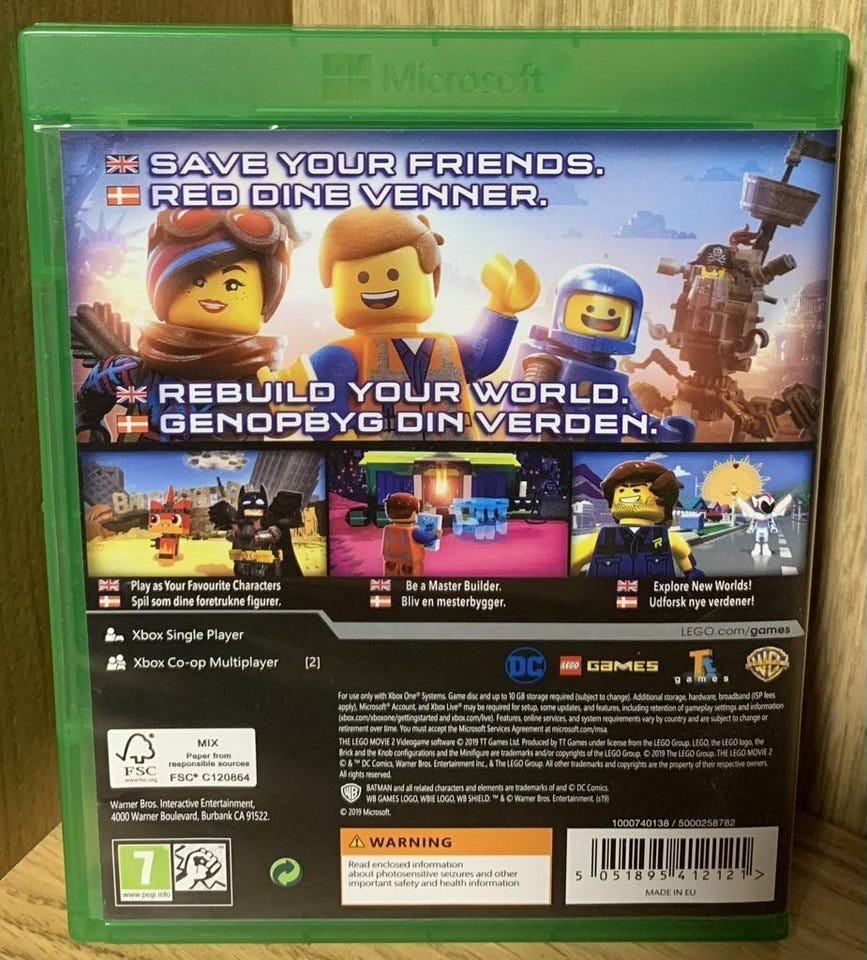 Microsoft
SAVE YOUR FRIENDS.
RED DINE VENNER.
REBUILD YOUR WORLD.
GENOPBYG DIN VERDEN.
Play as Your Favourite Characters
Spil som dine foretrukne figurer.
Be a Master Builder.
Bliv en mesterbygger.
Explore New Worlds!
Udforsk nye verdener!
LEGO.com/games
Xbox Single Player
Xbox Co-op Multiplayer [2]
DC LEGO GAMES Tt games WB
For use only with Xbox One® Systems. Game disc and up to 10 GB storage required (subject to change). Additional storage, hardware, broadband (ISP fees
apply), Microsoft® Account, and Xbox Live® may be required for setup, some updates, and features, including retention of gameplay settings and information
(xbox.com/xboxone/gettingstarted and xbox.com/live). Features, online services, and system requirements vary by country and are subject to change or
retirement over time. You must accept the Microsoft Services Agreement at microsoft.com/msa.
THE LEGO MOVIE 2 Videogame software © 2019 TT Games Ltd. Produced by TT Games under license from the LEGO Group. LEGO, the LEGO logo, the
Brick and the Knob configurations and the Minifigure are trademarks and/or copyrights of the LEGO Group. © 2019 The LEGO Group. THE LEGO MOVIE 2
© & ™ DC Comics, Warner Bros. Entertainment Inc., & The LEGO Group. All other trademarks and copyrights are the property of their respective owners.
All rights reserved.
BATMAN and all related characters and elements are trademarks of and © DC Comics.
WB GAMES LOGO, WBIE LOGO, WB SHIELD: ™ & © Warner Bros. Entertainment. (s19)
© 2019 Microsoft.
FSC
www.fsc.org
MIX
Paper from
responsible sources
FSC® C120864
Warner Bros. Interactive Entertainment,
4000 Warner Boulevard, Burbank CA 91522.
7
www.pegi.info
WARNING
Read enclosed information
about photosensitive seizures and other
important safety and health information.
1000740138 / 5000258782
5 051895 412121 >
MADE IN EU